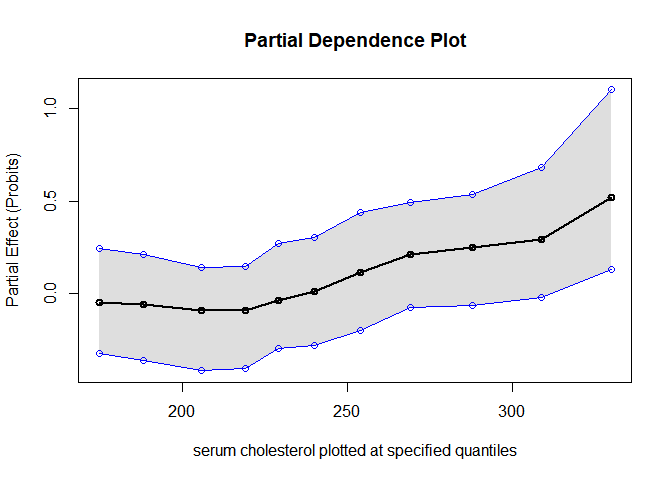 Partial Dependence Plot
Partial Effect (Probits)
1.0
0.5
0.0
200 250 300
serum cholesterol plotted at specified quantiles